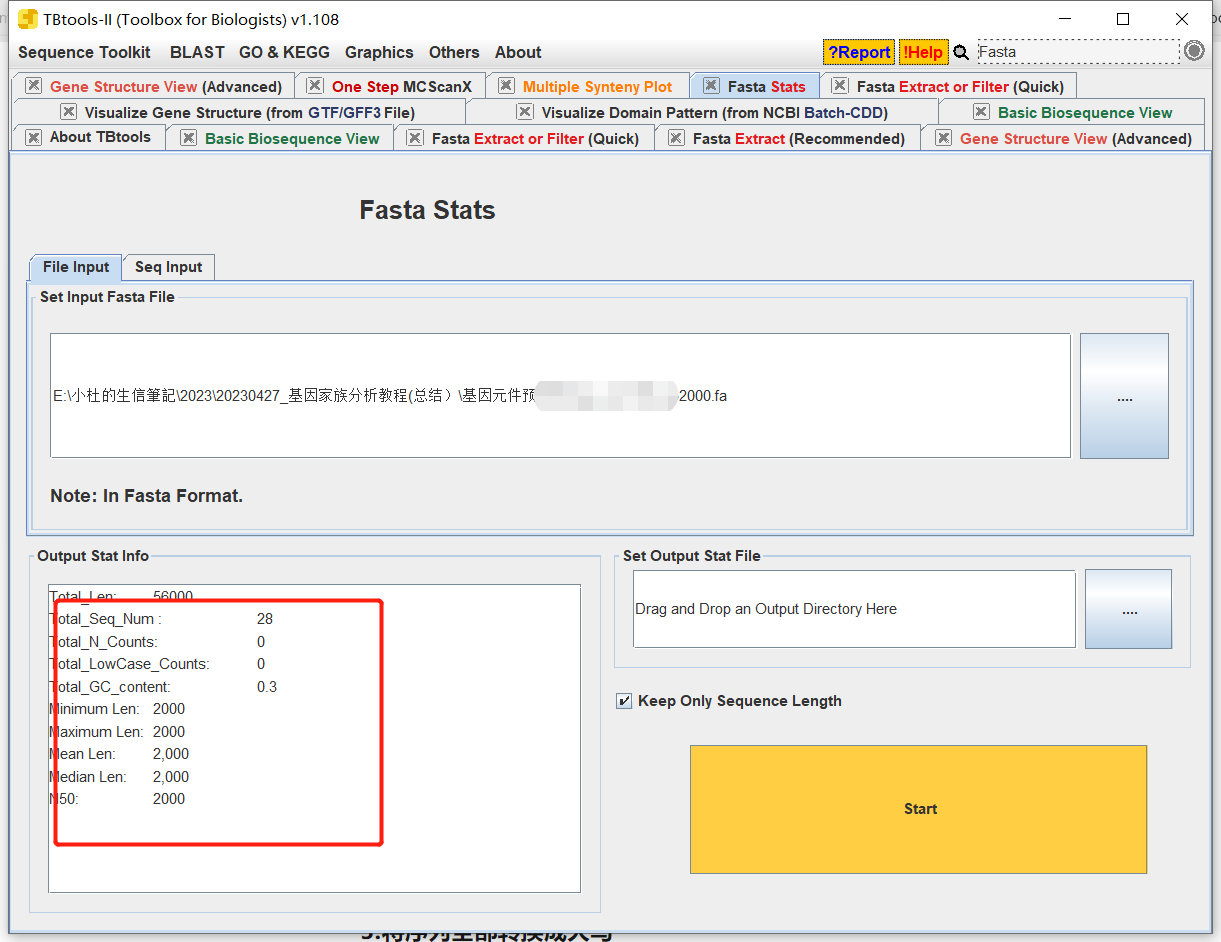 TBtools-II (Toolbox for Biologists) v1.108
Sequence Toolkit BLAST GO & KEGG Graphics Others About ?Report !Help Fasta
Gene Structure View (Advanced) One Step MCScanX Multiple Synteny Plot Fasta Stats Fasta Extract or Filter (Quick)
Visualize Gene Structure (from GTF/GFF3 File) Visualize Domain Pattern (from NCBI Batch-CDD) Basic Biosequence View
About TBtools Basic Biosequence View Fasta Extract or Filter (Quick) Fasta Extract (Recommended) Gene Structure View (Advanced)
Fasta Stats
File Input Seq Input
Set Input Fasta File
E:\小杜的生信筆記\2023\20230427_基因家族分析教程(总结）\基因元件预 2000.fa
....
Note: In Fasta Format.
Output Stat Info
Total_Len: 56000
Total_Seq_Num : 28
Total_N_Counts: 0
Total_LowCase_Counts: 0
Total_GC_content: 0.3
Minimum Len: 2000
Maximum Len: 2000
Mean Len: 2,000
Median Len: 2,000
N50: 2000
Set Output Stat File
Drag and Drop an Output Directory Here
....
Keep Only Sequence Length
Start